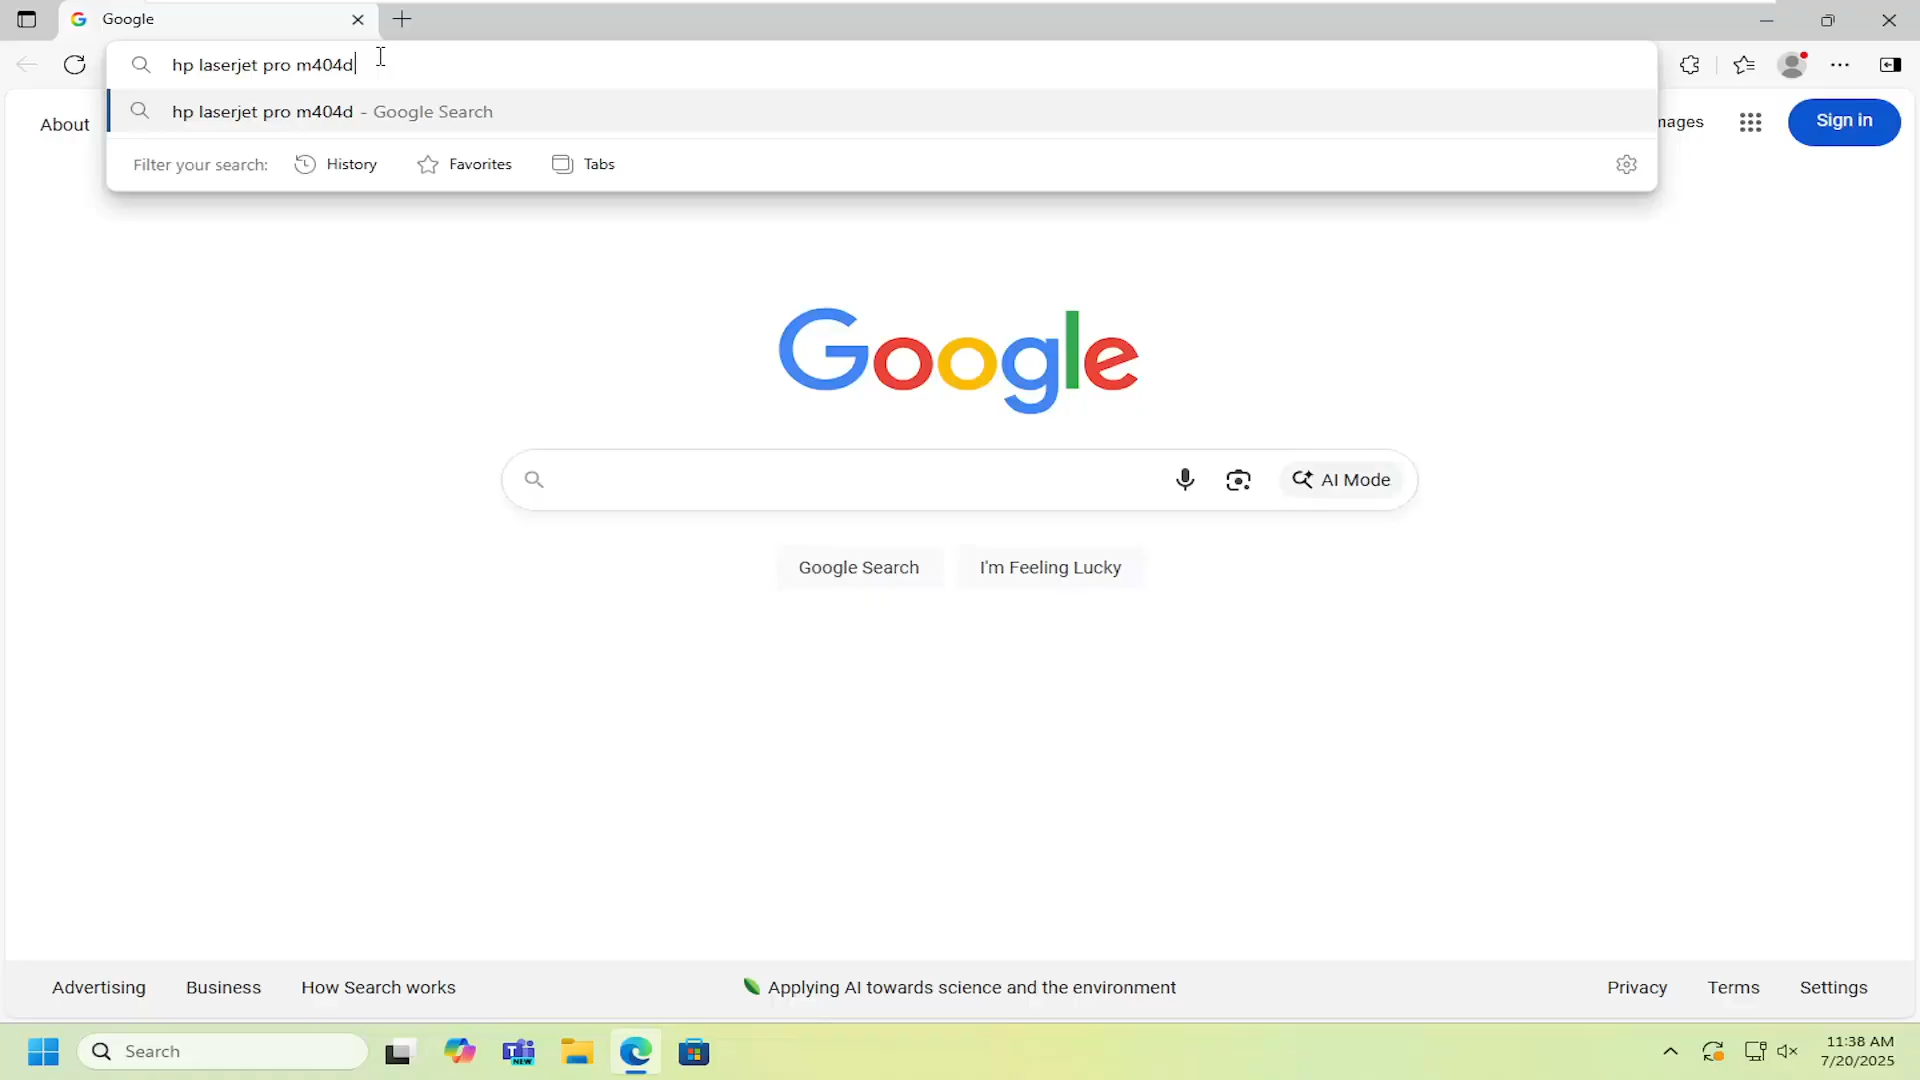 Google
hp laserjet pro m404d
hp laserjet pro m404d - Google Search
Filter your search: History Favorites Tabs
About
mages
Sign in
Google
AI Mode
Google Search
I'm Feeling Lucky
Advertising Business How Search works
Applying AI towards science and the environment
Privacy Terms Settings
Search
NEW
11:38 AM
7/20/2025